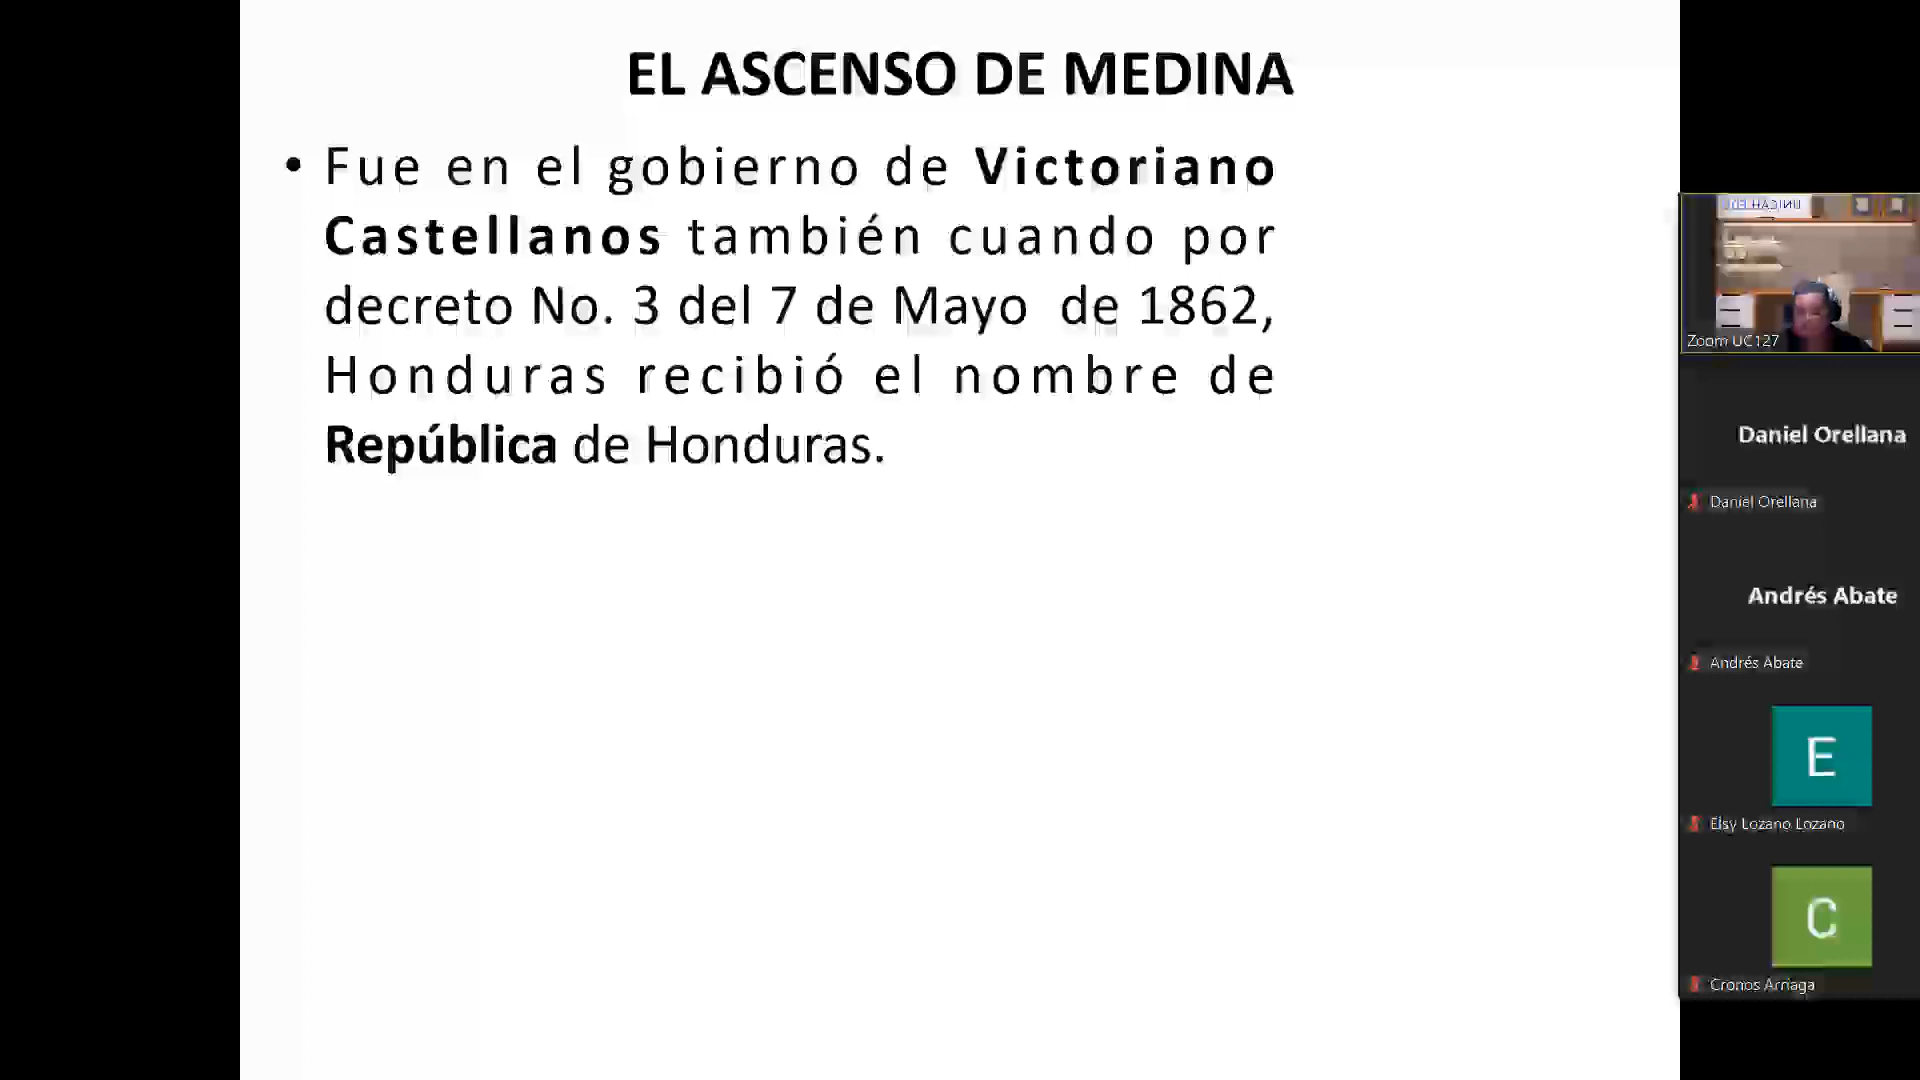 EL ASCENSO DE MEDINA
• Fue en el gobierno de Victoriano
Castellanos también cuando por
decreto No. 3 del 7 de Mayo de 1862,
Honduras recibió el nombre de
República de Honduras.
Zoom UC127
Daniel Orellana
Daniel Orellana
Andrés Abate
Andrés Abate
E
Elsy Lozano Lozano
C
Cronos Arriaga